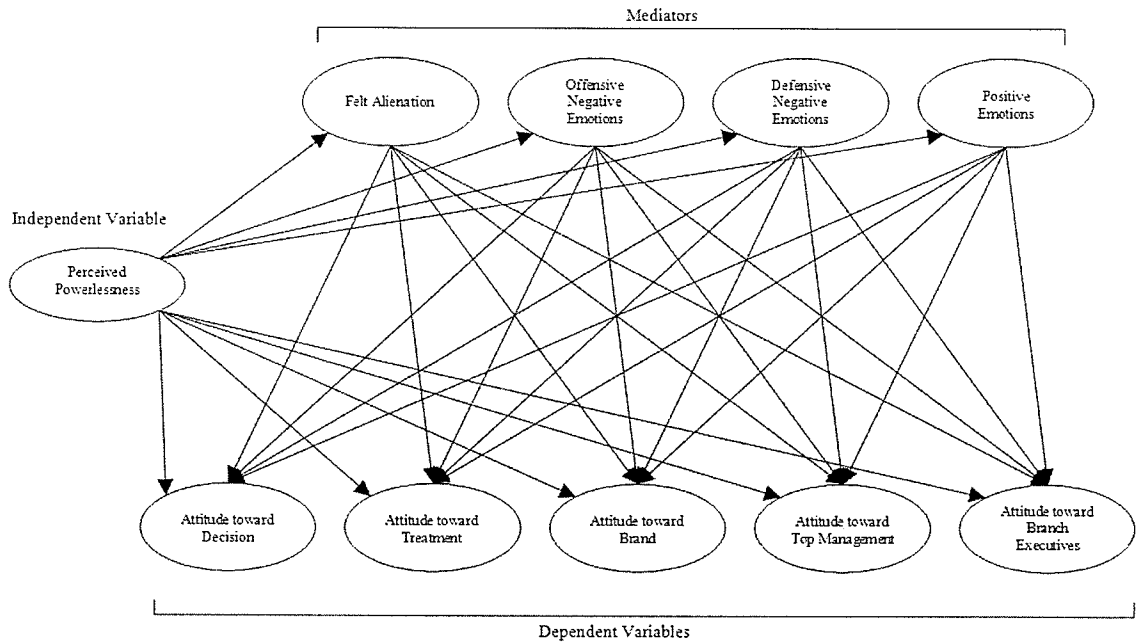 Mediators
Felt Alienation
Offensive
Negative
Emotions
Defensive
Negative
Emotions
Positive
Emotions
Independent Variable
Perceived
Powerlessness
Attitude toward
Decision
Attitude toward
Treatment
Attitude toward
Brand
Attitude toward
Top Management
Attitude toward
Branch
Executives
Dependent Variables